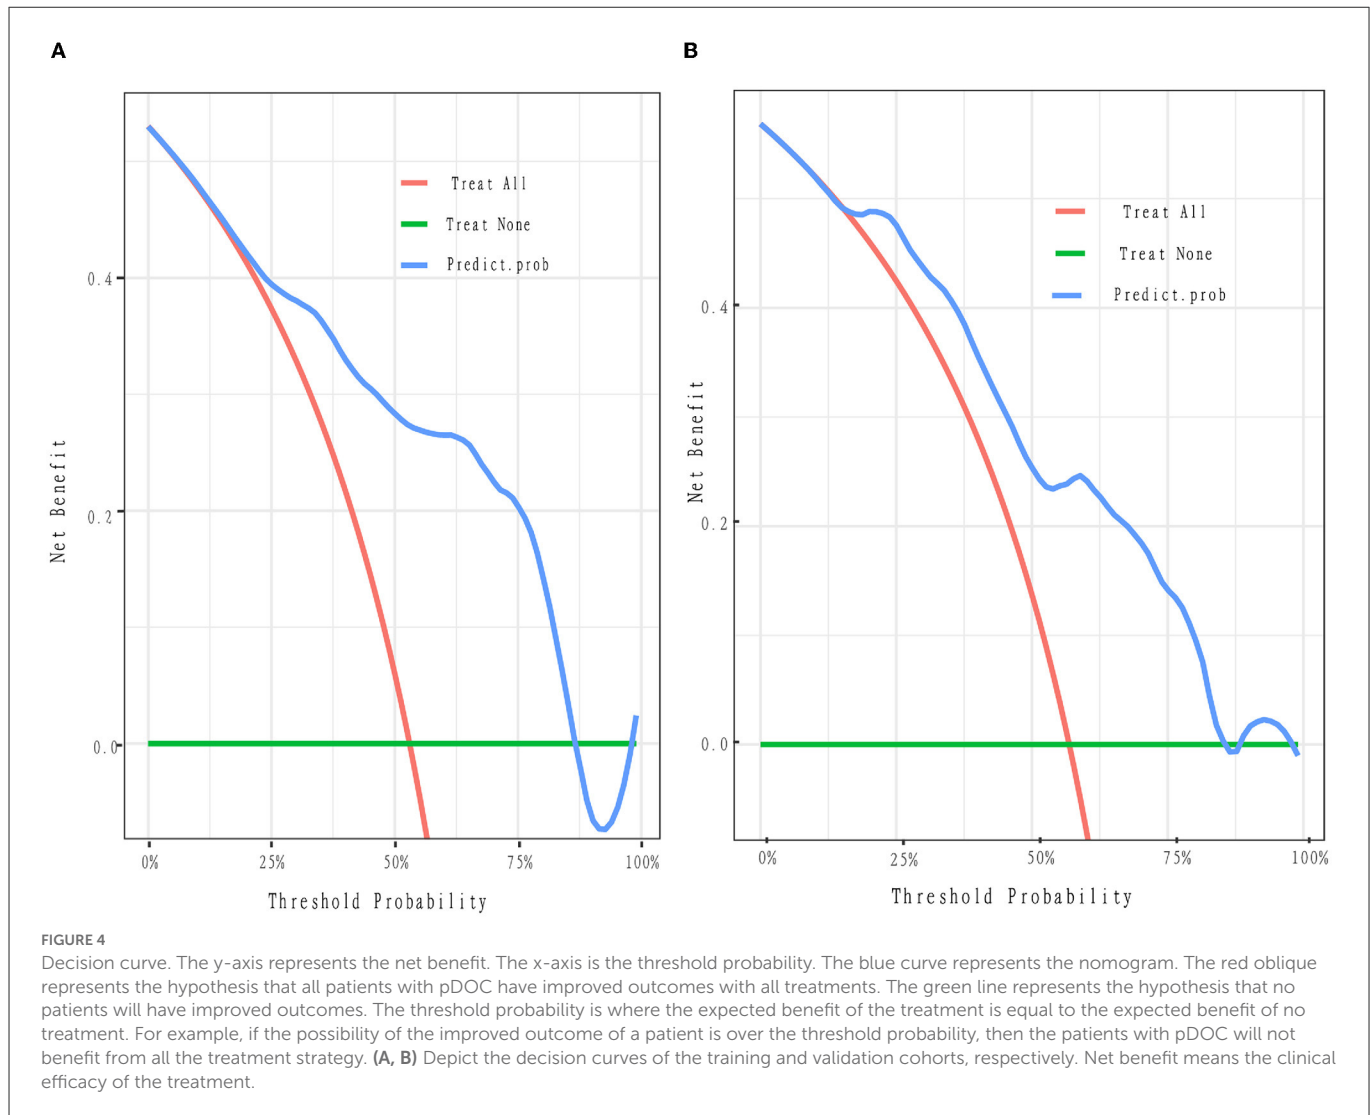 A
B
Treat All
Treat None
Predict.prob
0.4
0.2
0.0
Net Benefit
0%
25%
50%
75%
100%
Threshold Probability
Treat All
Treat None
Predict.prob
0.4
0.2
0.0
Net Benefit
0%
25%
50%
75%
100%
Threshold Probability
FIGURE 4
Decision curve. The y-axis represents the net benefit. The x-axis is the threshold probability. The blue curve represents the nomogram. The red oblique
represents the hypothesis that all patients with pDOC have improved outcomes with all treatments. The green line represents the hypothesis that no
patients will have improved outcomes. The threshold probability is where the expected benefit of the treatment is equal to the expected benefit of no
treatment. For example, if the possibility of the improved outcome of a patient is over the threshold probability, then the patients with pDOC will not
benefit from all the treatment strategy. (A, B) Depict the decision curves of the training and validation cohorts, respectively. Net benefit means the clinical
efficacy of the treatment.